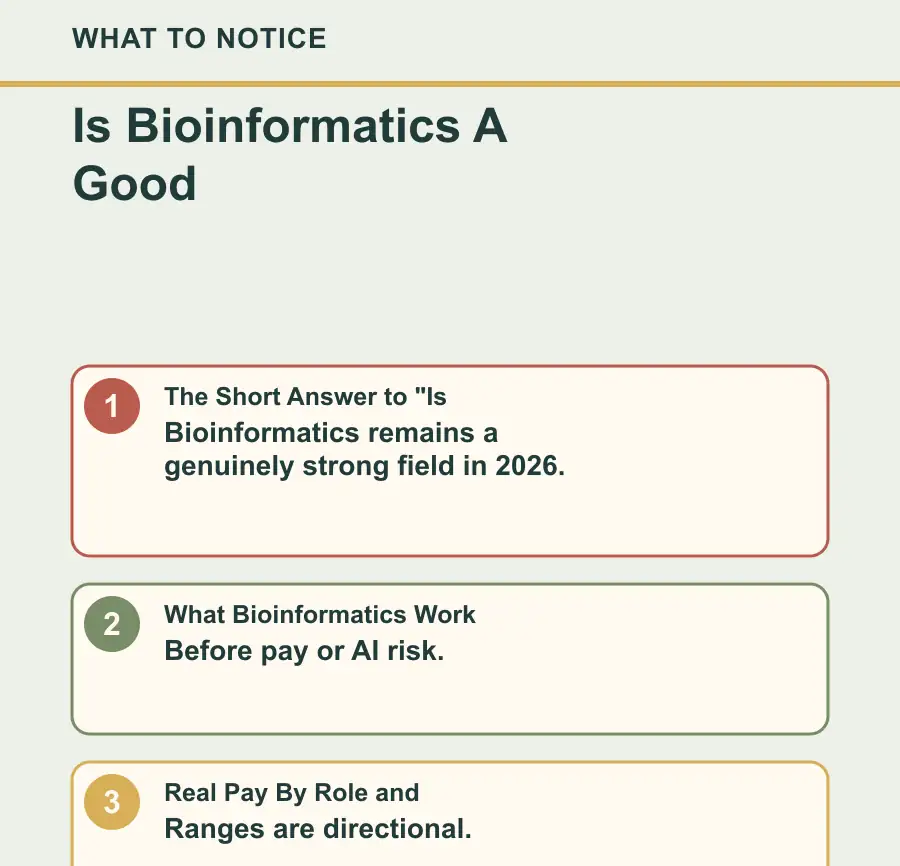 WHAT TO NOTICE
Is Bioinformatics A
Good
1
The Short Answer to "Is
Bioinformatics remains a
genuinely strong field in 2026.
2
What Bioinformatics Work
Before pay or AI risk.
3
Real Pay By Role and
Ranges are directional.